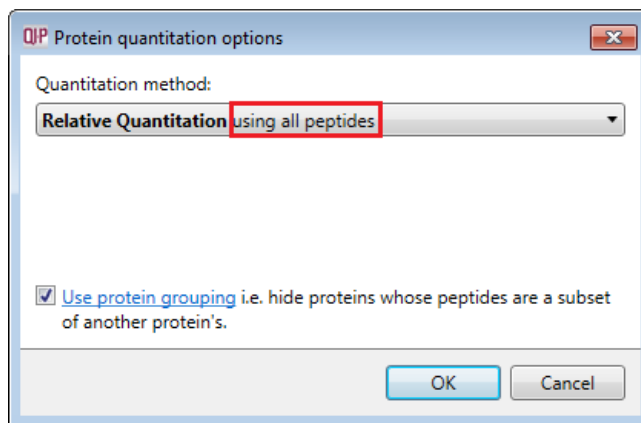 QIP Protein quantitation options
Quantitation method:
Relative Quantitation using all peptides
Use protein grouping i.e. hide proteins whose peptides are a subset
of another protein's.
OK Cancel